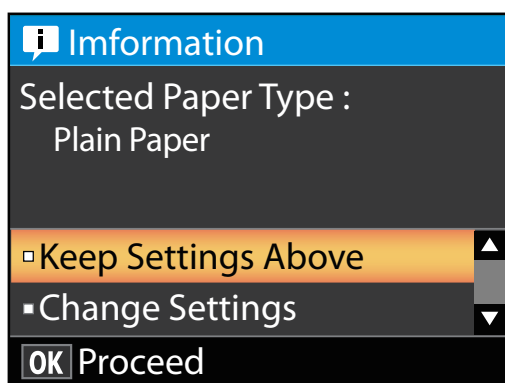 Imformation
Selected Paper Type :
Plain Paper
Keep Settings Above
Change Settings
OK Proceed